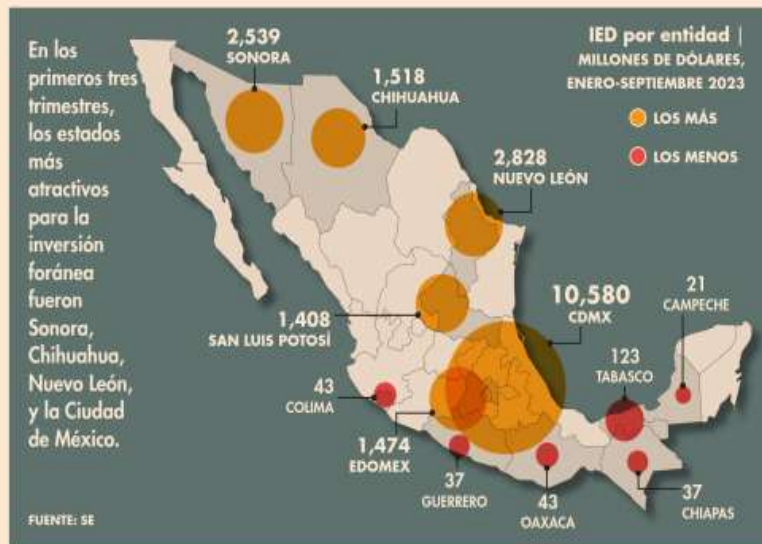 En los
primeros tres
trimestres,
los estados
más
atractivos
para la
inversión
foránea
fueron
Sonora,
Chihuahua,
Nuevo León,
y la Ciudad
de México.
FUENTE: SE
IED por entidad |
MILLONES DE DÓLARES,
ENERO-SEPTIEMBRE 2023
LOS MÁS
LOS MENOS
2,539
SONORA
1,518
CHIHUAHUA
2,828
NUEVO LEÓN
1,408
SAN LUIS POTOSÍ
10,580
CDMX
21
CAMPECHE
123
TABASCO
43
COLIMA
1,474
EDOMEX
37
GUERRERO
43
OAXACA
37
CHIAPAS